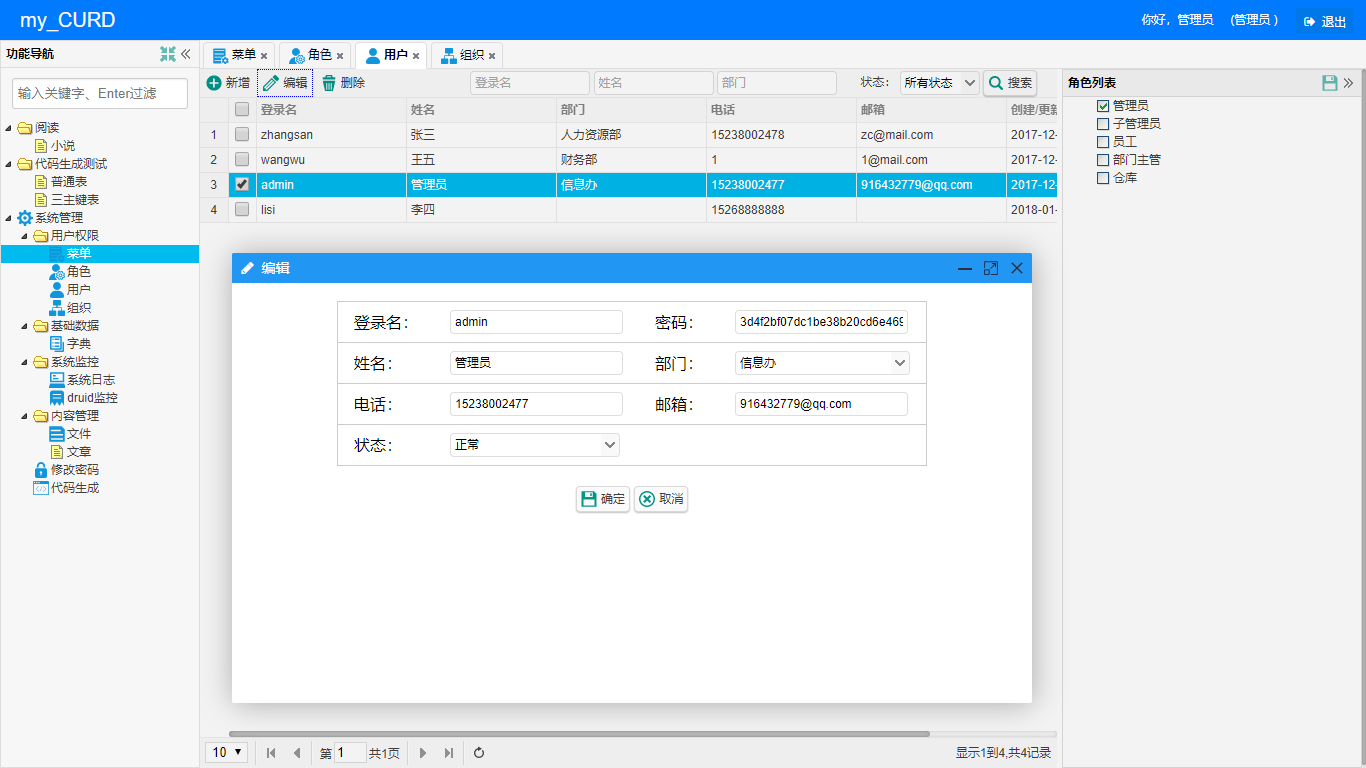 my_CURD
你好，管理员 (管理员 ) 退出
功能导航
输入关键字、Enter过滤
阅读
小说
代码生成测试
普通表
三主键表
系统管理
用户权限
菜单
角色
用户
组织
基础数据
字典
系统监控
系统日志
druid监控
内容管理
文件
文章
修改密码
代码生成
菜单 角色 用户 组织
新增 编辑 删除 登录名 姓名 部门 状态： 所有状态 搜索
登录名 姓名 部门 电话 邮箱 创建/更新
1 zhangsan 张三 人力资源部 15238002478 zc@mail.com 2017-12-
2 wangwu 王五 财务部 1 1@mail.com 2017-12-
3 admin 管理员 信息办 15238002477 916432779@qq.com 2017-12-
4 lisi 李四 15268888888 2018-01-
编辑
登录名： admin 密码： 3d4f2bf07dc1be38b20cd6e469
姓名： 管理员 部门： 信息办
电话： 15238002477 邮箱： 916432779@qq.com
状态： 正常
确定 取消
10 第 1 共1页 显示1到4,共4记录
角色列表
管理员
子管理员
员工
部门主管
仓库